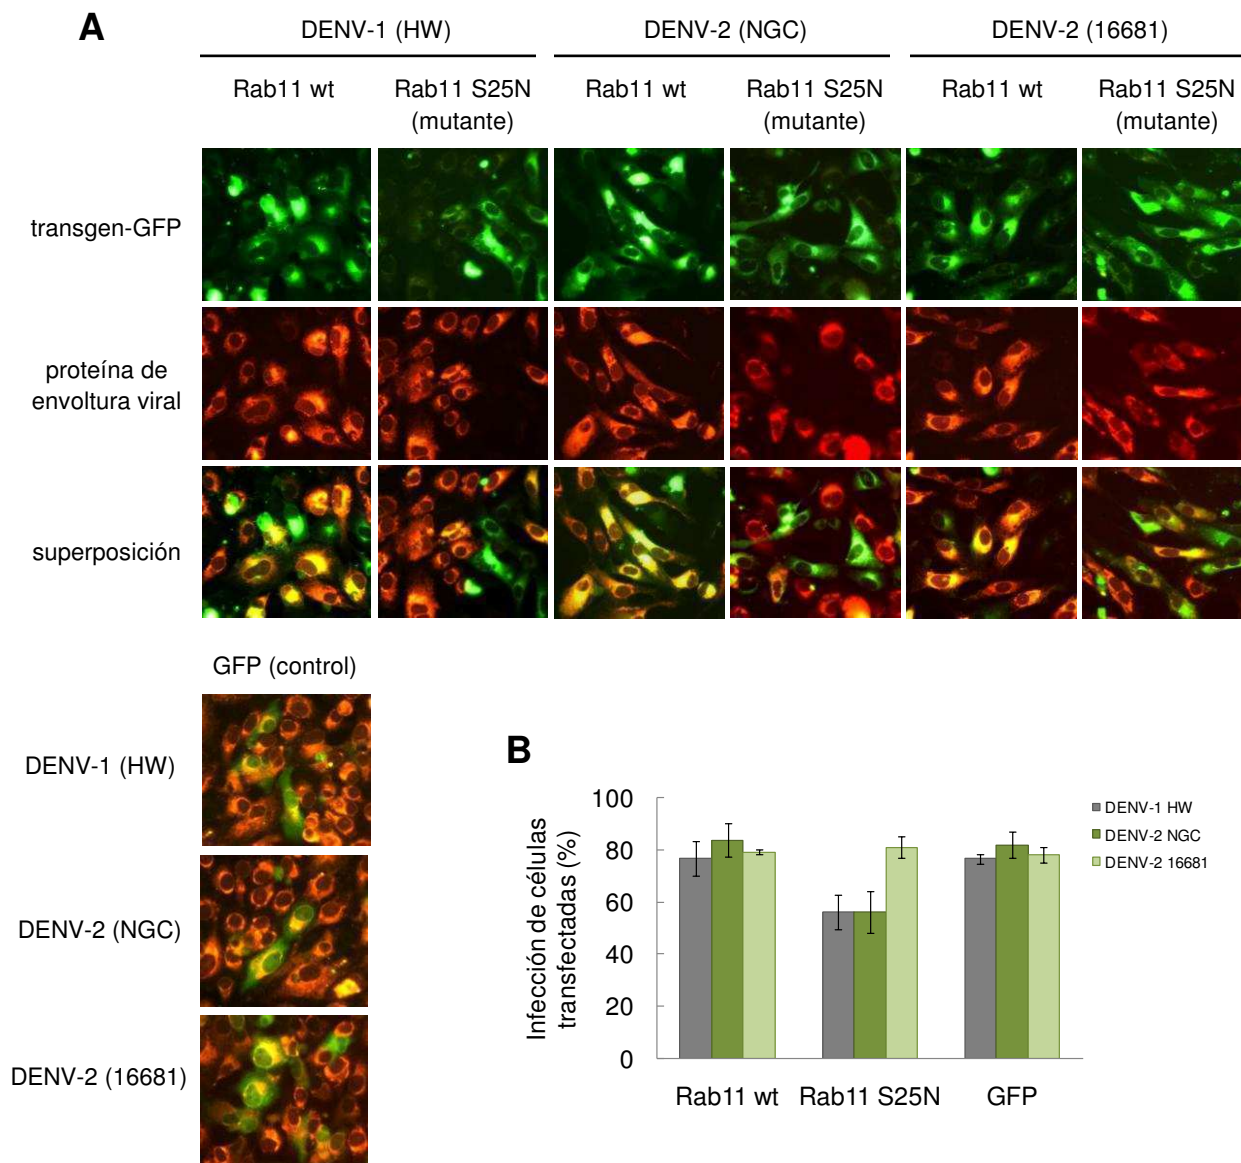 A
DENV-1 (HW)
DENV-2 (NGC)
DENV-2 (16681)
Rab11 wt
Rab11 S25N
(mutante)
Rab11 wt
Rab11 S25N
(mutante)
Rab11 wt
Rab11 S25N
(mutante)
transgen-GFP
proteína de
envoltura viral
superposición
GFP (control)
DENV-1 (HW)
DENV-2 (NGC)
DENV-2 (16681)
B
Infección de células
transfectadas (%)
100
80
60
40
20
0
Rab11 wt
Rab11 S25N
GFP
DENV-1 HW
DENV-2 NGC
DENV-2 16681